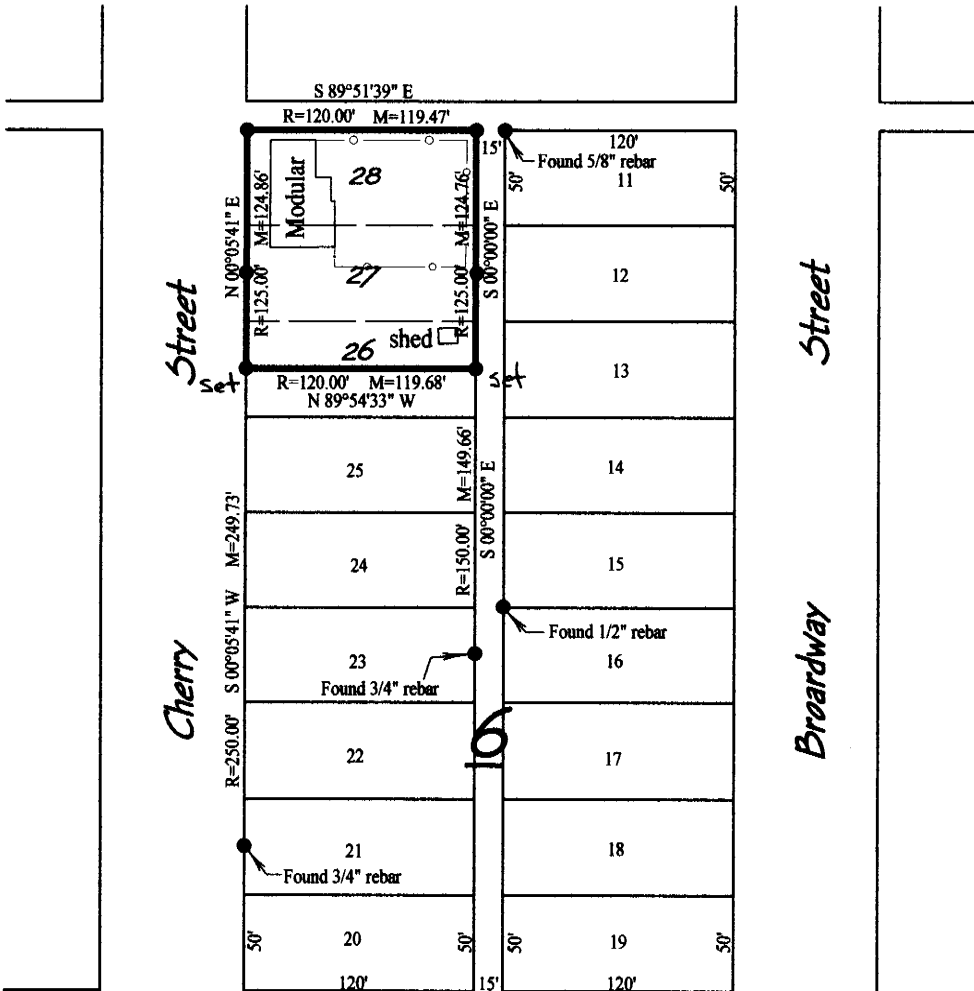 S 89°51'39" E
R=120.00' M=119.47'
15'
120'
Found 5/8" rebar
28
Modular
N 00°05'41" E
M=124.86'
R=125.00'
M=124.76'
R=125.00'
S 00°00'00" E
50'
11
50'
27
12
26
shed
Set
Set
R=120.00' M=119.68'
N 89°54'33" W
13
Street
Street
25
14
M=149.66'
R=150.00'
S 00°00'00" E
24
15
R=250.00' S 00°05'41" W M=249.73'
Found 1/2" rebar
23
16
Found 3/4" rebar
Cherry
Broardway
16
22
17
21
18
Found 3/4" rebar
50'
20
50'
50'
19
50'
120'
15'
120'